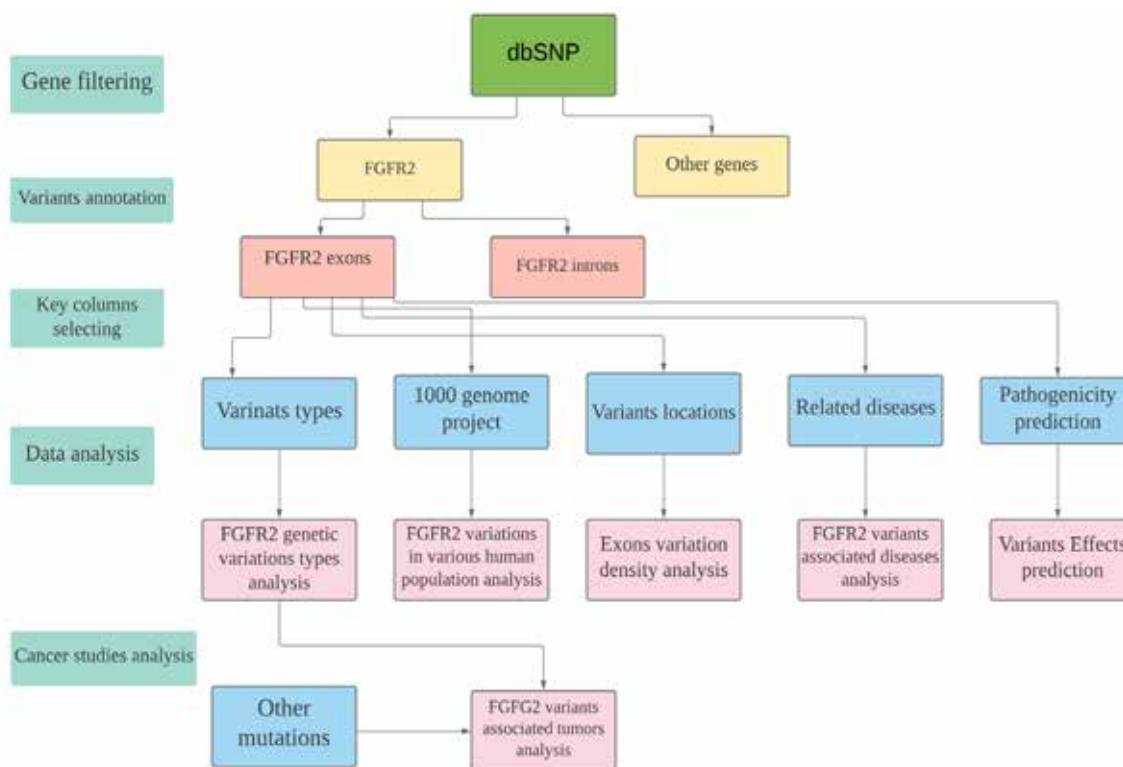 dbSNP
Gene filtering
FGFR2
Other genes
Variants annotation
FGFR2 exons
FGFR2 introns
Key columns
selecting
Varinats types
1000 genome
project
Variants locations
Related diseases
Pathogenicity
prediction
Data analysis
FGFR2 genetic
variations types
analysis
FGFR2 variations
in various human
population analysis
Exons variation
density analysis
FGFR2 variants
associated diseases
analysis
Variants Effects
prediction
Cancer studies analysis
Other
mutations
FGFG2 variants
associated tumors
analysis